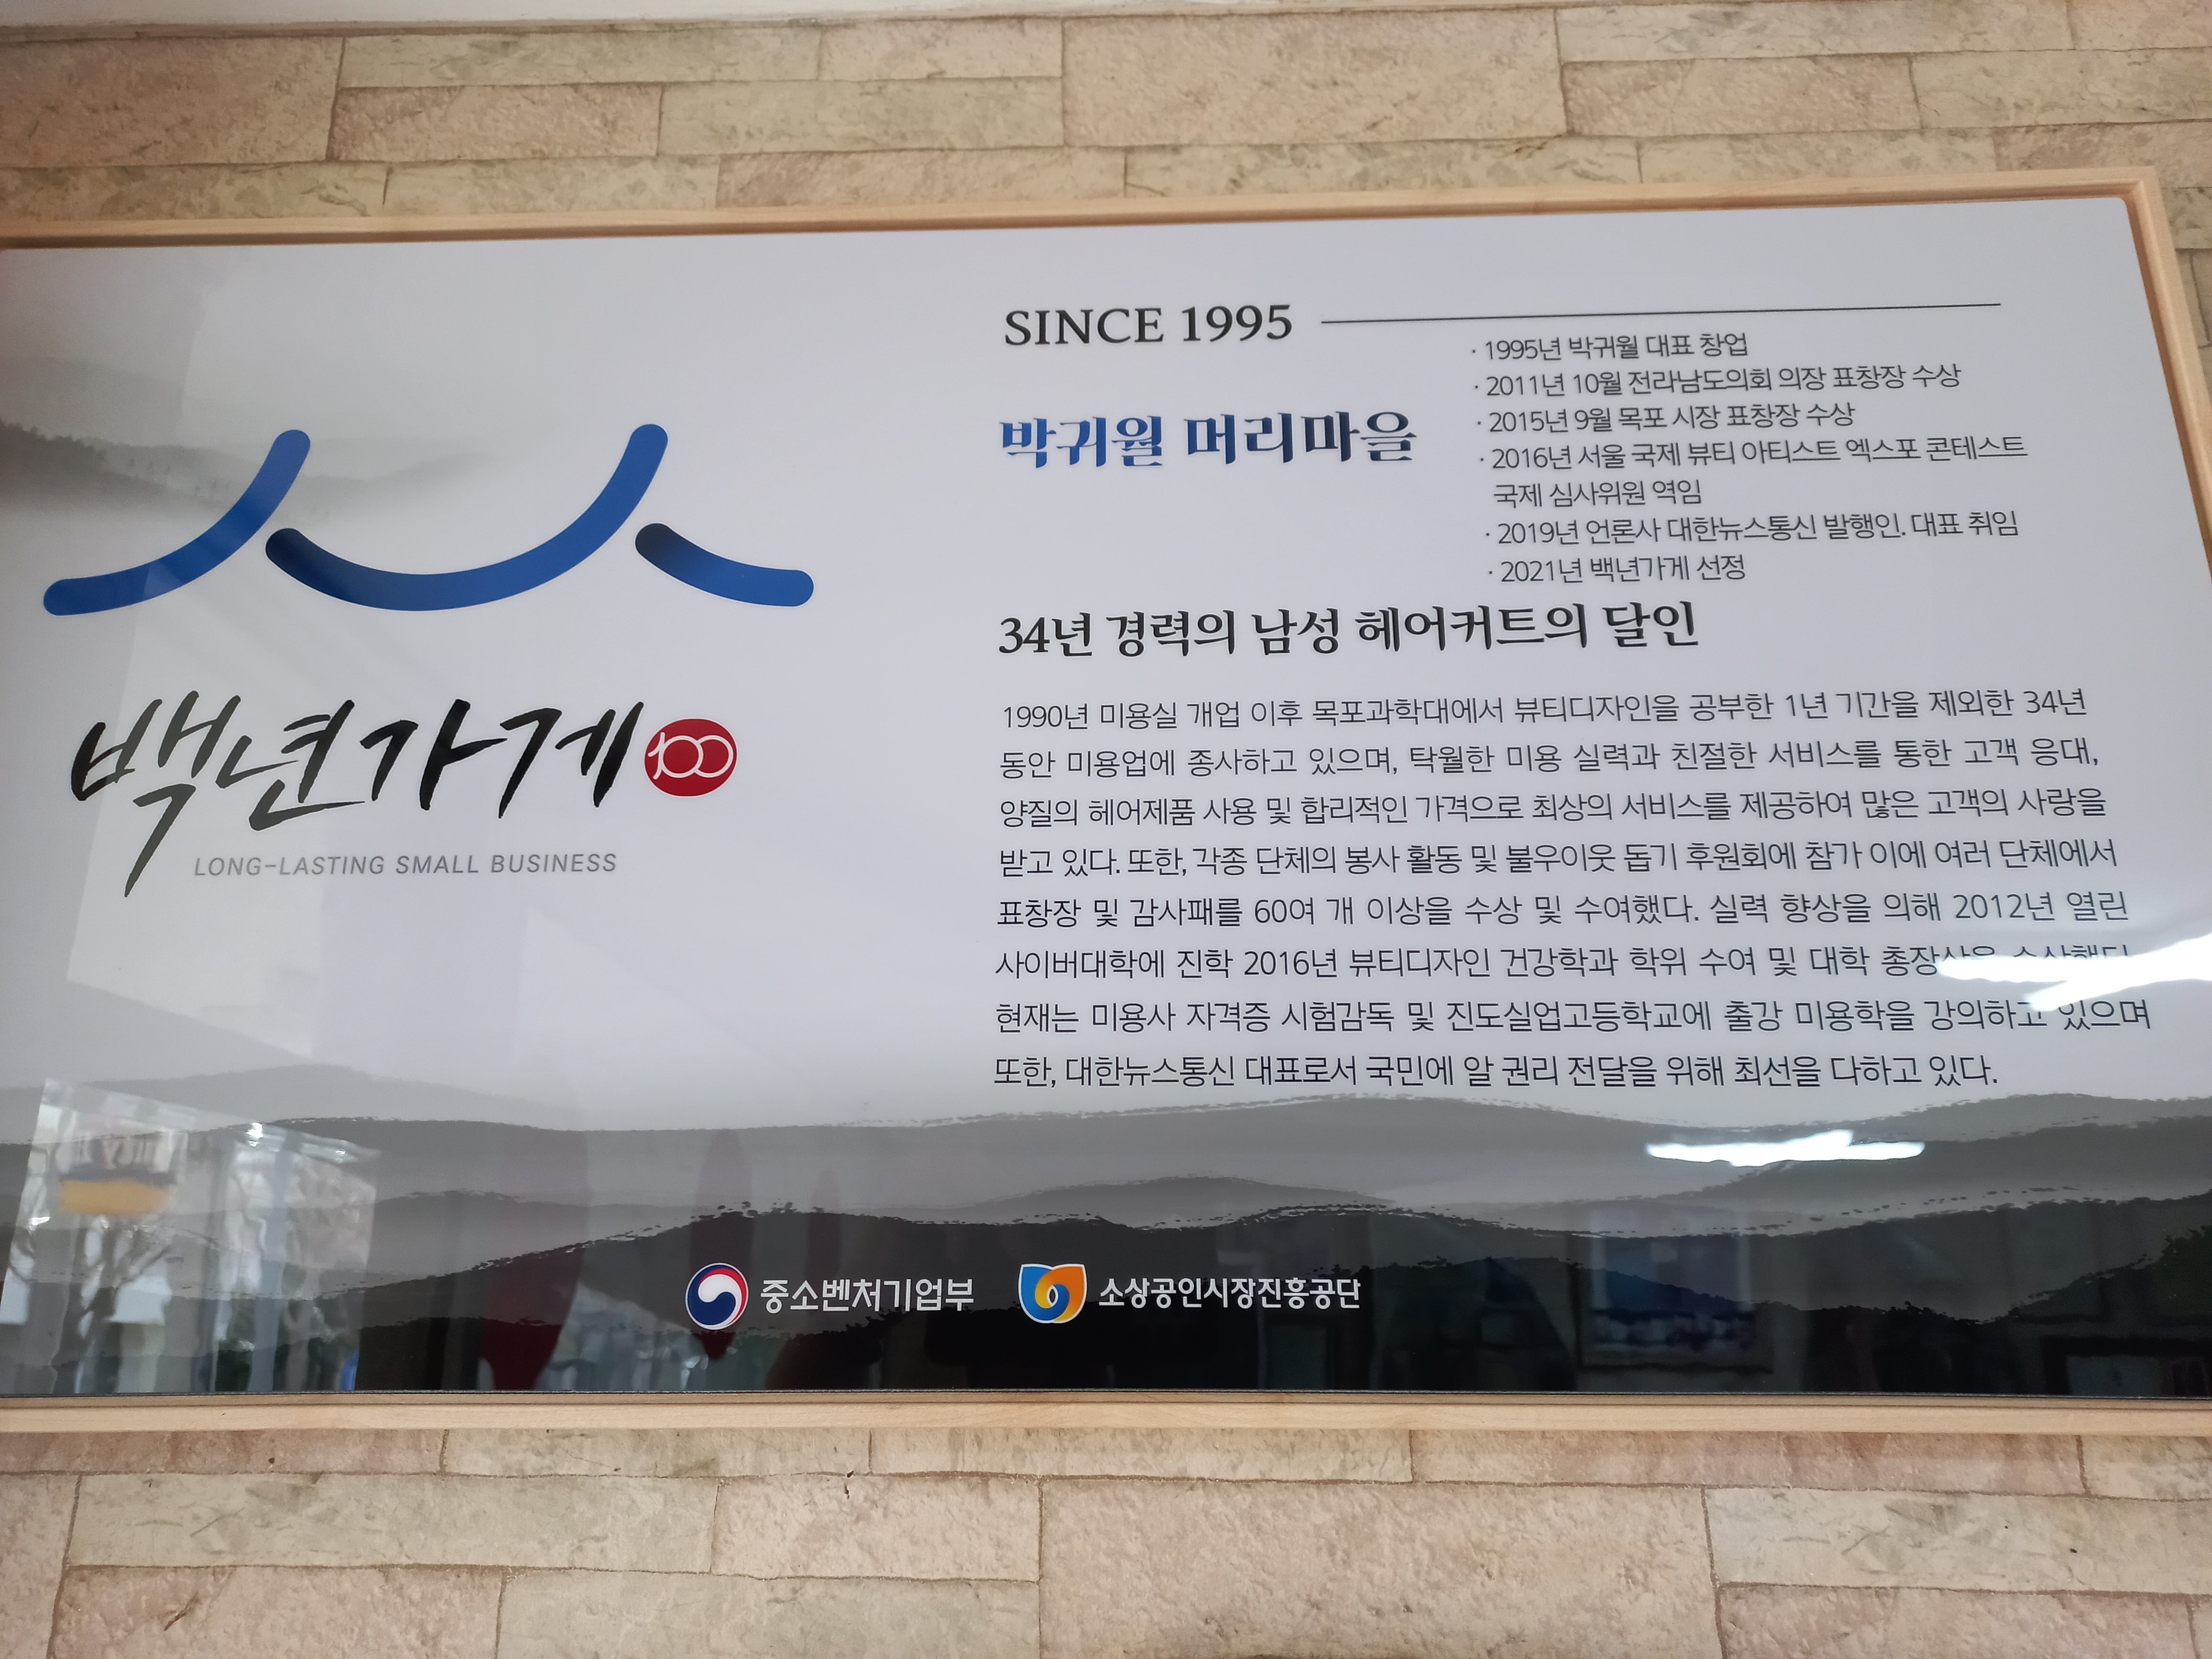 SINCE 1995
· 1995년 박귀월 대표 창업
· 2011년 10월 전라남도의회 의장 표창장 수상
· 2015년 9월 목포 시장 표창장 수상
· 2016년 서울 국제 뷰티 아티스트 엑스포 콘테스트
국제 심사위원 역임
· 2019년 언론사 대한뉴스통신 발행인. 대표 취임
· 2021년 백년가게 선정
박귀월 머리마을
34년 경력의 남성 헤어커트의 달인
1990년 미용실 개업 이후 목포과학대에서 뷰티디자인을 공부한 1년 기간을 제외한 34년
동안 미용업에 종사하고 있으며, 탁월한 미용 실력과 친절한 서비스를 통한 고객 응대,
양질의 헤어제품 사용 및 합리적인 가격으로 최상의 서비스를 제공하여 많은 고객의 사랑을
받고 있다. 또한, 각종 단체의 봉사 활동 및 불우이웃 돕기 후원회에 참가 이에 여러 단체에서
표창장 및 감사패를 60여 개 이상을 수상 및 수여했다. 실력 향상을 의해 2012년 열린
사이버대학에 진학 2016년 뷰티디자인 건강학과 학위 수여 및 대학 총장상을 수상했다.
현재는 미용사 자격증 시험감독 및 진도실업고등학교에 출강 미용학을 강의하고 있으며
또한, 대한뉴스통신 대표로서 국민에 알 권리 전달을 위해 최선을 다하고 있다.
백년가게 100
LONG-LASTING SMALL BUSINESS
중소벤처기업부 소상공인시장진흥공단